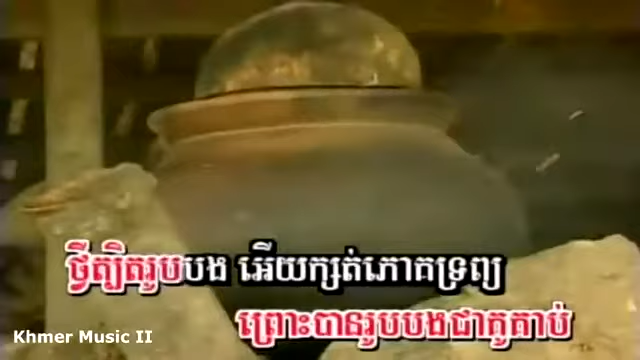 ថ្វីត្បិតរូបបង អើយក្សត់ភោគទ្រព្យ
ព្រោះបានរូបបងជាគូគាប់
Khmer Music II